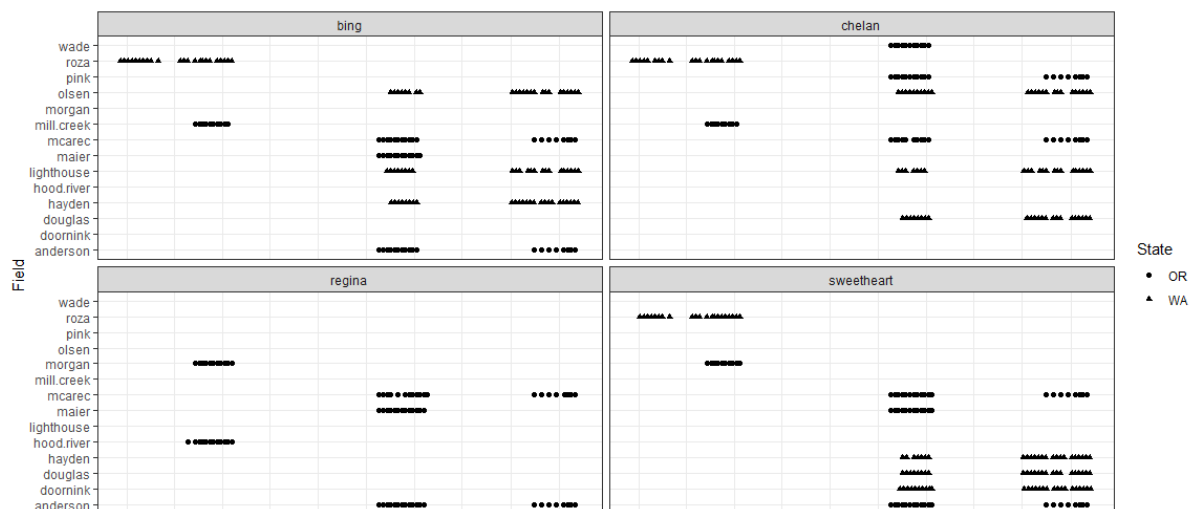 bing
chelan
wade
roza
pink
olsen
morgan
mill.creek
mcarec
maier
lighthouse
hood.river
hayden
douglas
doornink
anderson
Field
regina
sweetheart
wade
roza
pink
olsen
morgan
mill.creek
mcarec
maier
lighthouse
hood.river
hayden
douglas
doornink
anderson
State
OR
WA